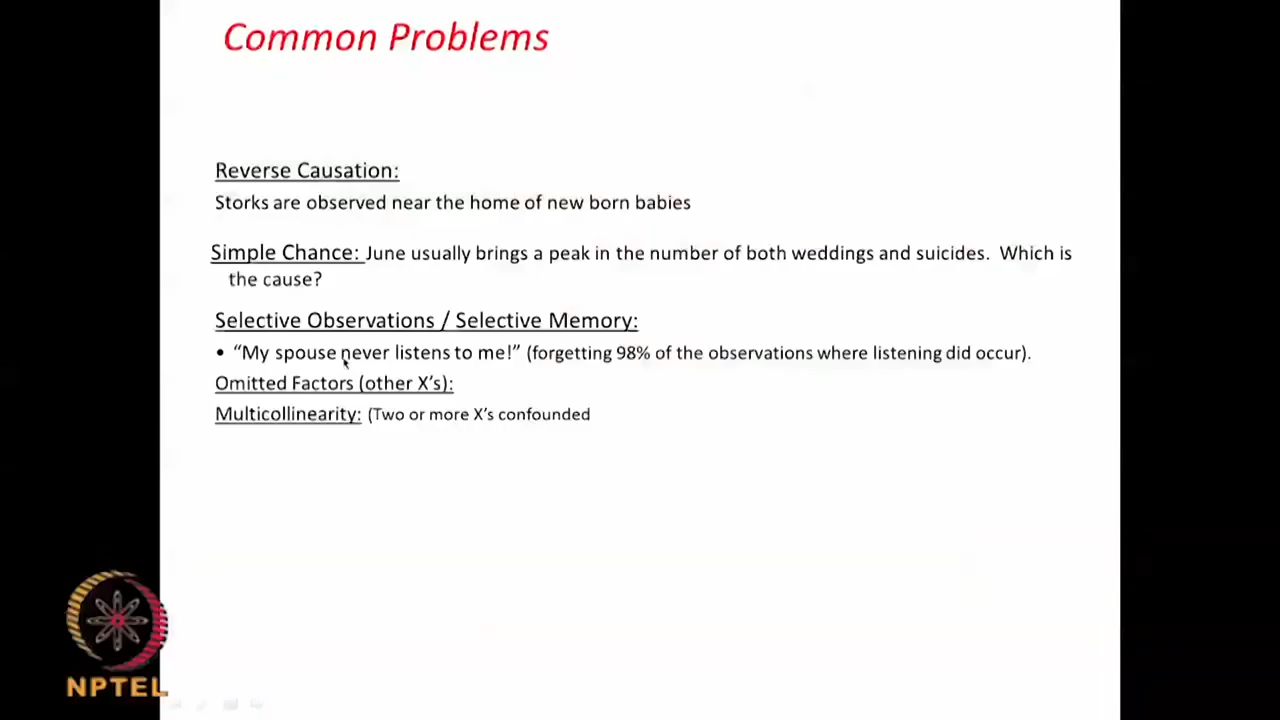 Common Problems
Reverse Causation:
Storks are observed near the home of new born babies
Simple Chance: June usually brings a peak in the number of both weddings and suicides. Which is
the cause?
Selective Observations / Selective Memory:
• “My spouse never listens to me!” (forgetting 98% of the observations where listening did occur).
Omitted Factors (other X’s):
Multicollinearity: (Two or more X’s confounded
NPTEL